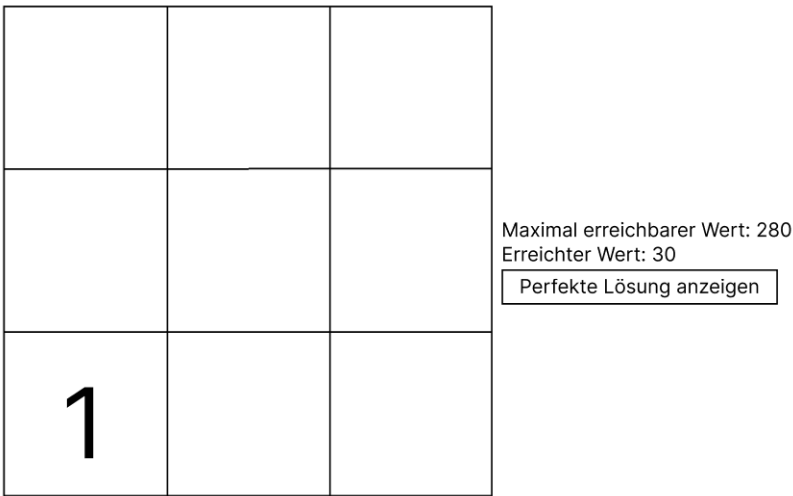 Maximal erreichbarer Wert: 280
Erreichter Wert: 30
Perfekte Lösung anzeigen
1